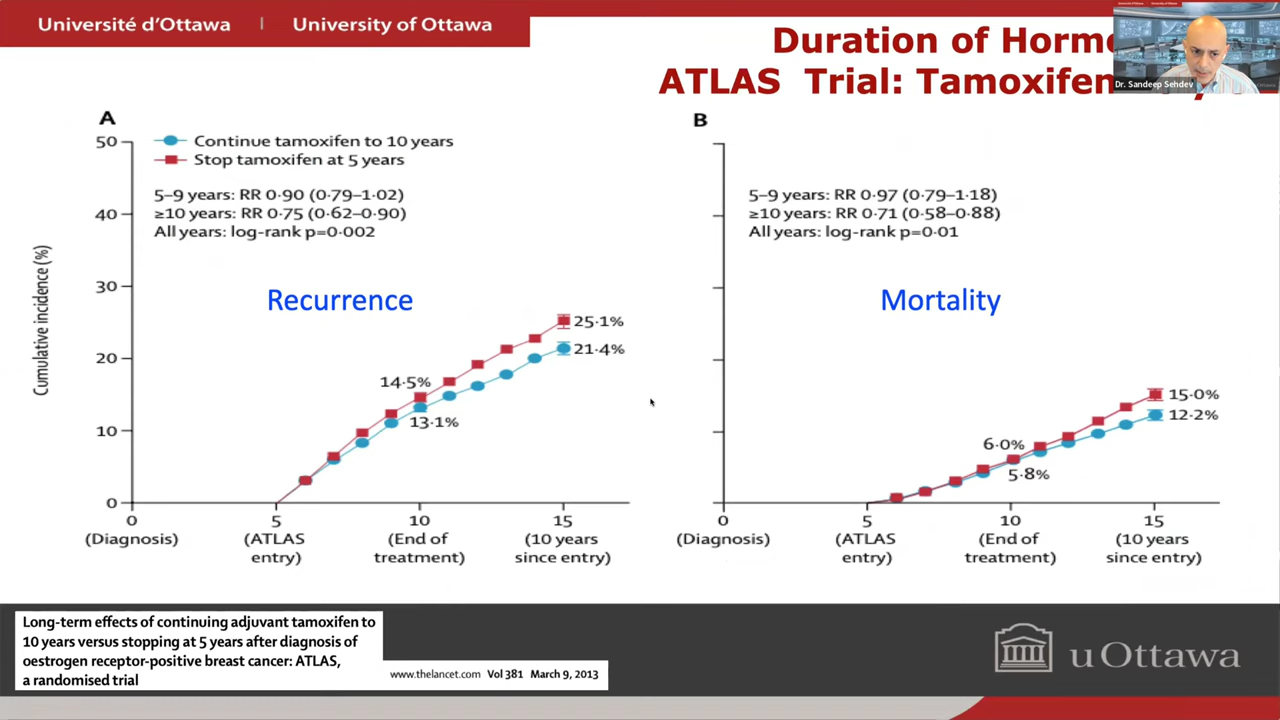 Université d'Ottawa | University of Ottawa
Duration of Horm
ATLAS Trial: Tamoxifen
Dr. Sandeep Sehdev
A
50
40
30
20
10
0
Cumulative incidence (%)
Continue tamoxifen to 10 years
Stop tamoxifen at 5 years
5–9 years: RR 0·90 (0·79–1·02)
≥10 years: RR 0·75 (0·62–0·90)
All years: log-rank p=0·002
Recurrence
25·1%
21·4%
14·5%
13·1%
0
(Diagnosis)
5
(ATLAS
entry)
10
(End of
treatment)
15
(10 years
since entry)
B
5–9 years: RR 0·97 (0·79–1·18)
≥10 years: RR 0·71 (0·58–0·88)
All years: log-rank p=0·01
Mortality
15·0%
12·2%
6·0%
5·8%
0
(Diagnosis)
5
(ATLAS
entry)
10
(End of
treatment)
15
(10 years
since entry)
Long-term effects of continuing adjuvant tamoxifen to
10 years versus stopping at 5 years after diagnosis of
oestrogen receptor-positive breast cancer: ATLAS,
a randomised trial
www.thelancet.com Vol 381 March 9, 2013
uOttawa